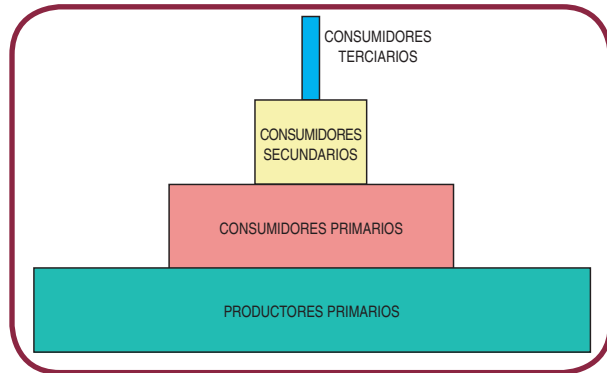 CONSUMIDORES
TERCIARIOS
CONSUMIDORES
SECUNDARIOS
CONSUMIDORES PRIMARIOS
PRODUCTORES PRIMARIOS